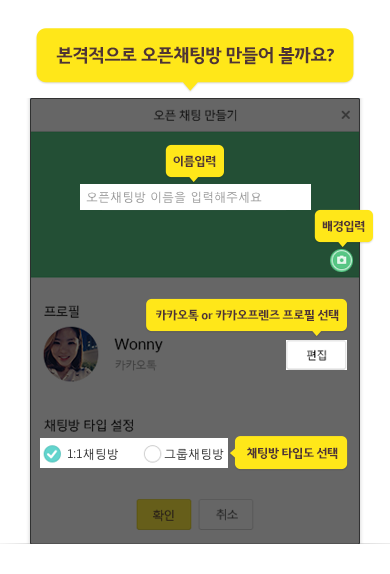 본격적으로 오픈채팅방 만들어 볼까요?
오픈 채팅 만들기
이름입력
오픈채팅방 이름을 입력해주세요
배경입력
카카오톡 or 카카오프렌즈 프로필 선택
프로필
Wonny
카카오톡
편집
채팅방 타입 설정
1:1채팅방
그룹채팅방
채팅방 타입도 선택
확인
취소